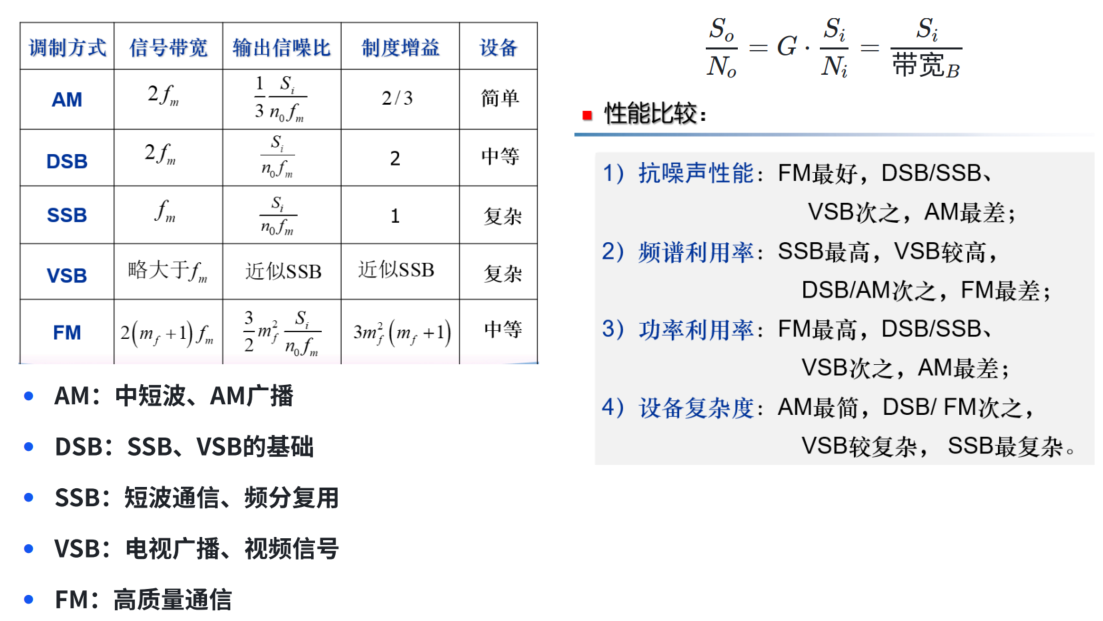 调制方式 信号带宽 输出信噪比 制度增益 设备
AM 2f_m \frac{1}{3}\frac{S_i}{n_0 f_m} 2/3 简单
DSB 2f_m \frac{S_i}{n_0 f_m} 2 中等
SSB f_m \frac{S_i}{n_0 f_m} 1 复杂
VSB 略大于f_m 近似SSB 近似SSB 复杂
FM 2(m_f+1)f_m \frac{3}{2}m_f^2\frac{S_i}{n_0 f_m} 3m_f^2(m_f+1) 中等
AM：中短波、AM广播
DSB：SSB、VSB的基础
SSB：短波通信、频分复用
VSB：电视广播、视频信号
FM：高质量通信
\frac{S_o}{N_o} = G · \frac{S_i}{N_i} = \frac{S_i}{带宽_B}
性能比较：
1）抗噪声性能：FM最好，DSB/SSB、
VSB次之，AM最差；
2）频谱利用率：SSB最高，VSB较高，
DSB/AM次之，FM最差；
3）功率利用率：FM最高，DSB/SSB、
VSB次之，AM最差；
4）设备复杂度：AM最简，DSB/ FM次之，
VSB较复杂， SSB最复杂。